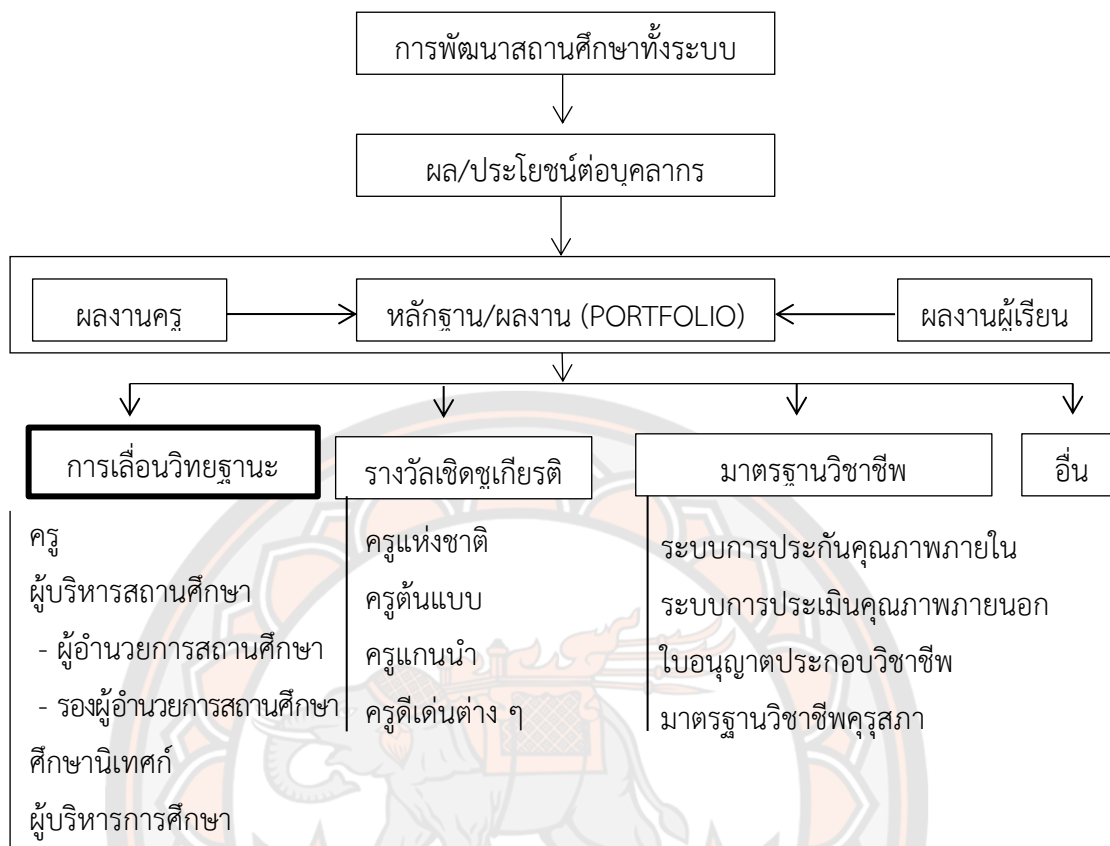 การพัฒนาสถานศึกษาทั้งระบบ
ผล/ประโยชน์ต่อบุคลากร
ผลงานครู
หลักฐาน/ผลงาน (PORTFOLIO)
ผลงานผู้เรียน
การเลื่อนวิทยฐานะ
รางวัลเชิดชูเกียรติ
มาตรฐานวิชาชีพ
อื่น
ครู
ผู้บริหารสถานศึกษา
- ผู้อำนวยการสถานศึกษา
- รองผู้อำนวยการสถานศึกษา
ศึกษานิเทศก์
ผู้บริหารการศึกษา
ครูแห่งชาติ
ครูต้นแบบ
ครูแกนนำ
ครูดีเด่นต่าง ๆ
ระบบการประกันคุณภาพภายใน
ระบบการประเมินคุณภาพภายนอก
ใบอนุญาตประกอบวิชาชีพ
มาตรฐานวิชาชีพคุรุสภา